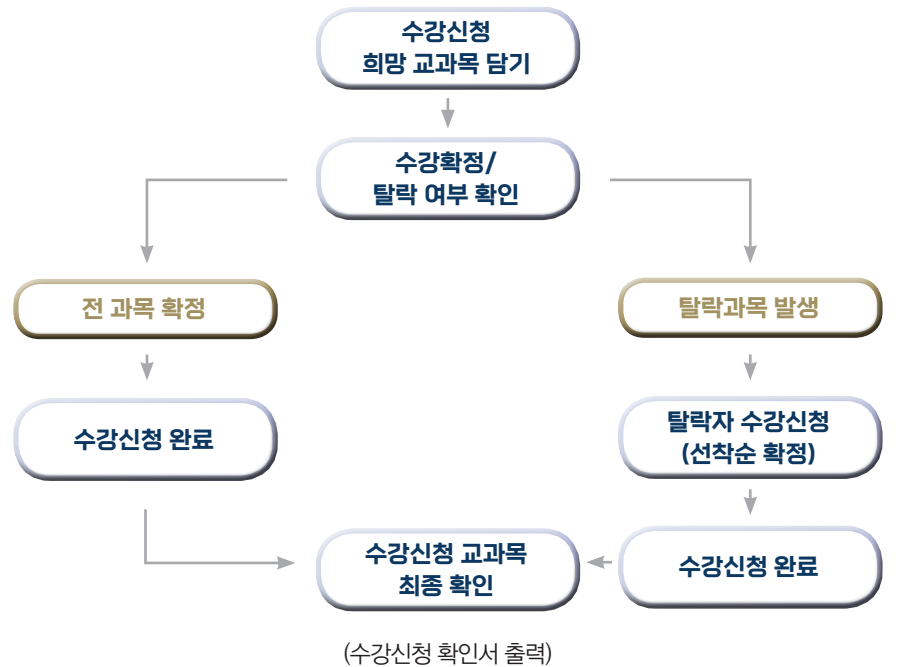 수강신청
희망 교과목 담기
수강확정/
탈락 여부 확인
전 과목 확정
탈락과목 발생
수강신청 완료
탈락자 수강신청
(선착순 확정)
수강신청 교과목
최종 확인
수강신청 완료
(수강신청 확인서 출력)